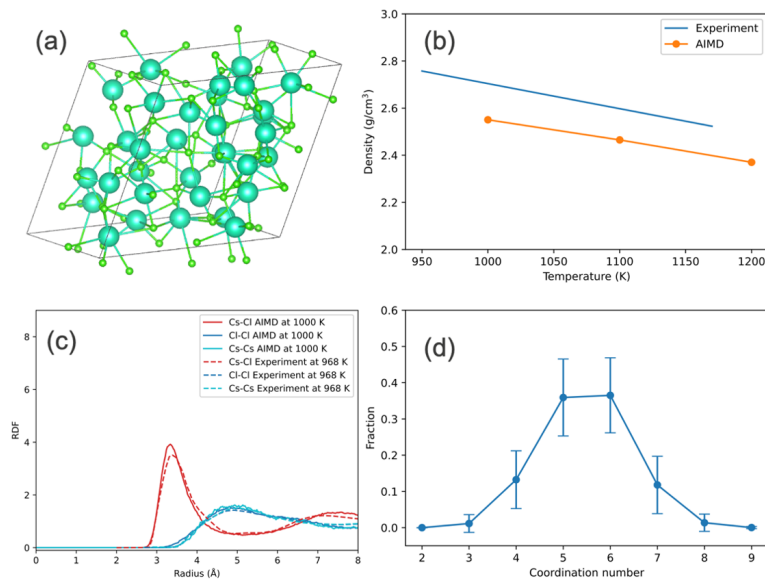 (a)
(b)
Experiment
AIMD
3.0
2.8
2.6
2.4
2.2
2.0
Density (g/cm³)
950 1000 1050 1100 1150 1200
Temperature (K)
(c)
Cs-Cl AIMD at 1000 K
Cl-Cl AIMD at 1000 K
Cs-Cs AIMD at 1000 K
Cs-Cl Experiment at 968 K
Cl-Cl Experiment at 968 K
Cs-Cs Experiment at 968 K
8
6
4
2
0
RDF
0 1 2 3 4 5 6 7 8
Radius (Å)
(d)
0.6
0.5
0.4
0.3
0.2
0.1
0.0
Fraction
2 3 4 5 6 7 8 9
Coordination number